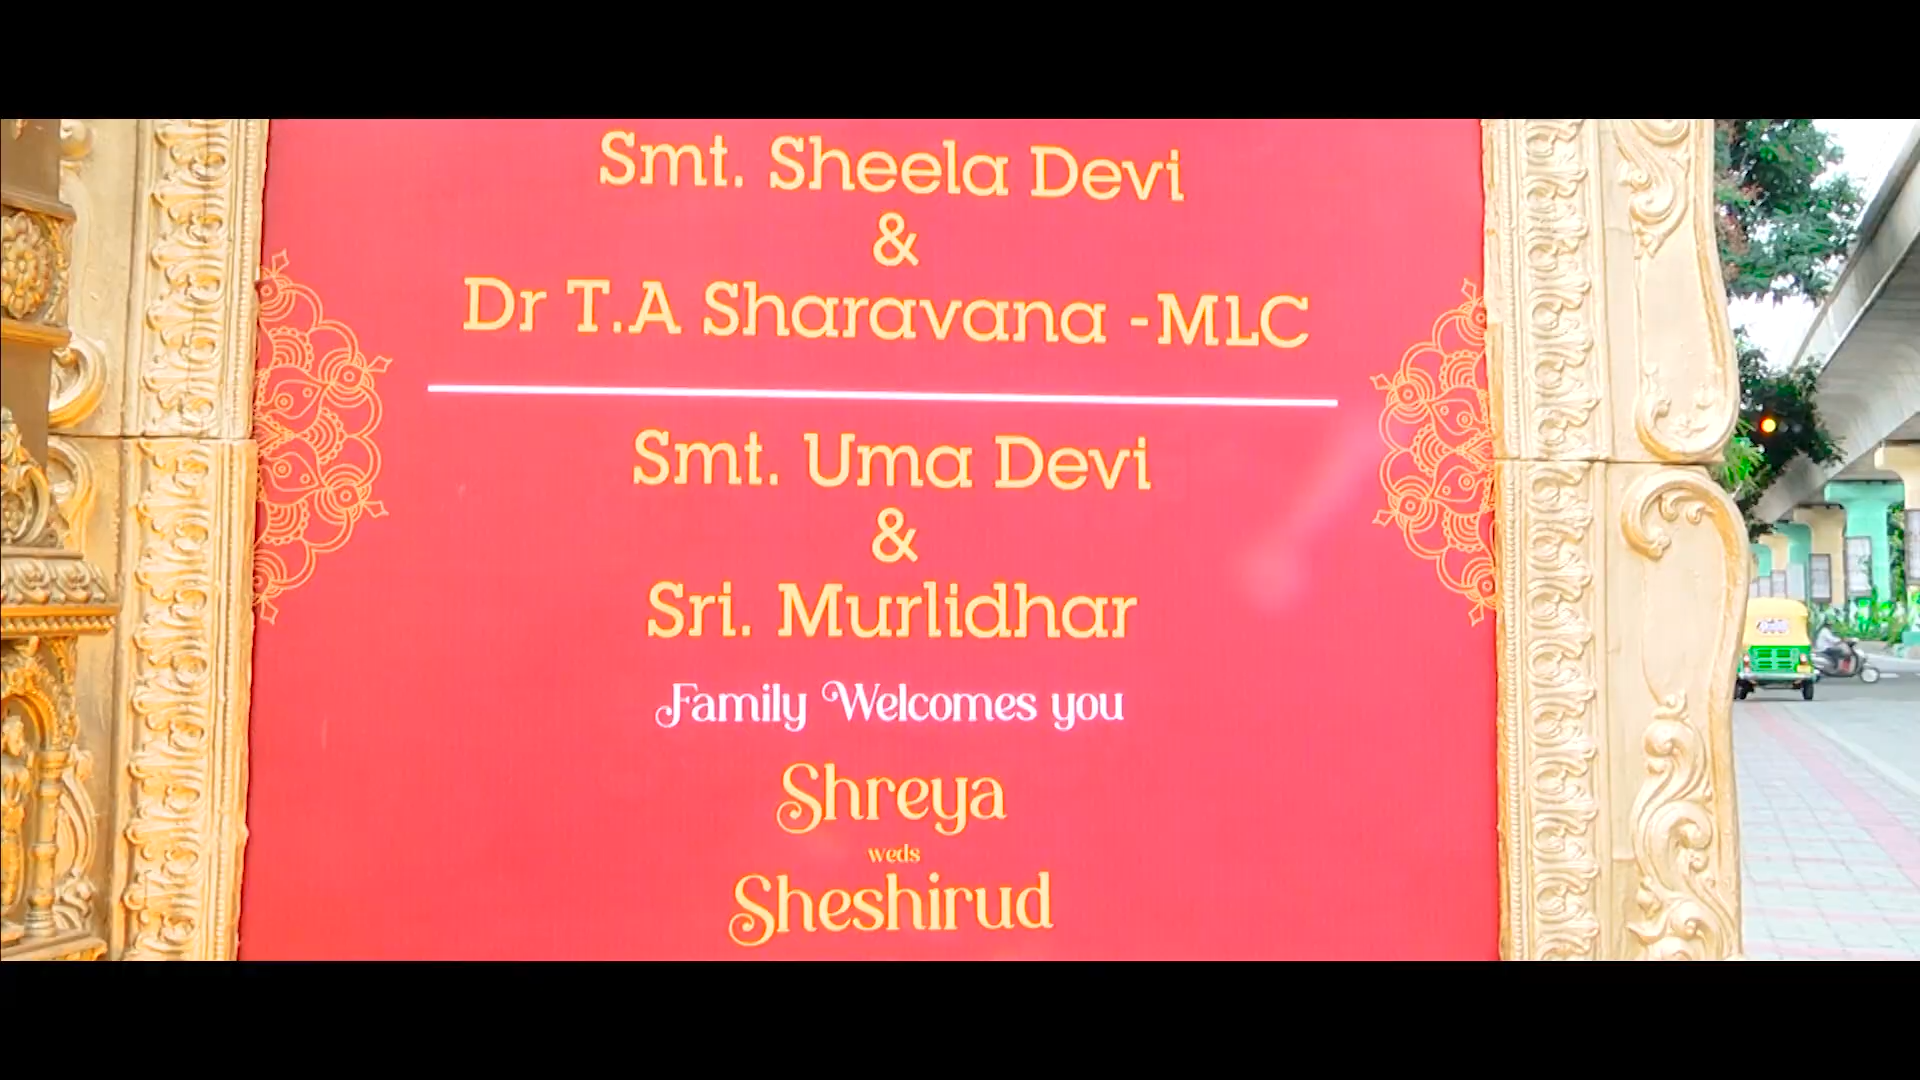 Smt. Sheela Devi
&
Dr T.A Sharavana -MLC
Smt. Uma Devi
&
Sri. Murlidhar
Family Welcomes you
Shreya
weds
Sheshirud